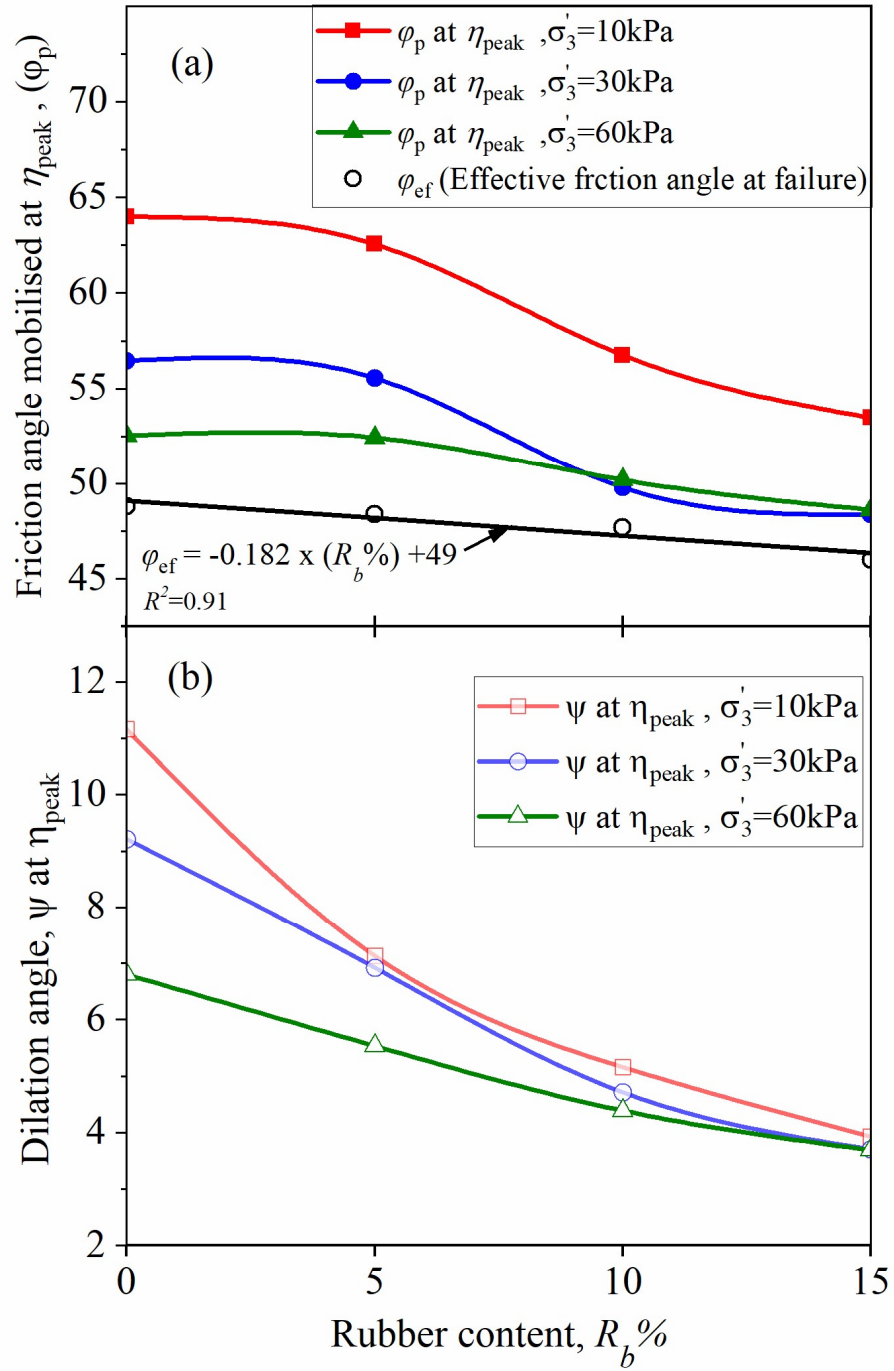 (a)
φp at ηpeak ,σ'3=10kPa
φp at ηpeak ,σ'3=30kPa
φp at ηpeak ,σ'3=60kPa
φef (Effective frction angle at failure)
Friction angle mobilised at ηpeak , (φp)
70
65
60
55
50
45
φef = -0.182 x (Rb%) +49
R²=0.91
(b)
ψ at ηpeak , σ'3=10kPa
ψ at ηpeak , σ'3=30kPa
ψ at ηpeak , σ'3=60kPa
Dilation angle, ψ at ηpeak
12
10
8
6
4
2
0 5 10 15
Rubber content, Rb%